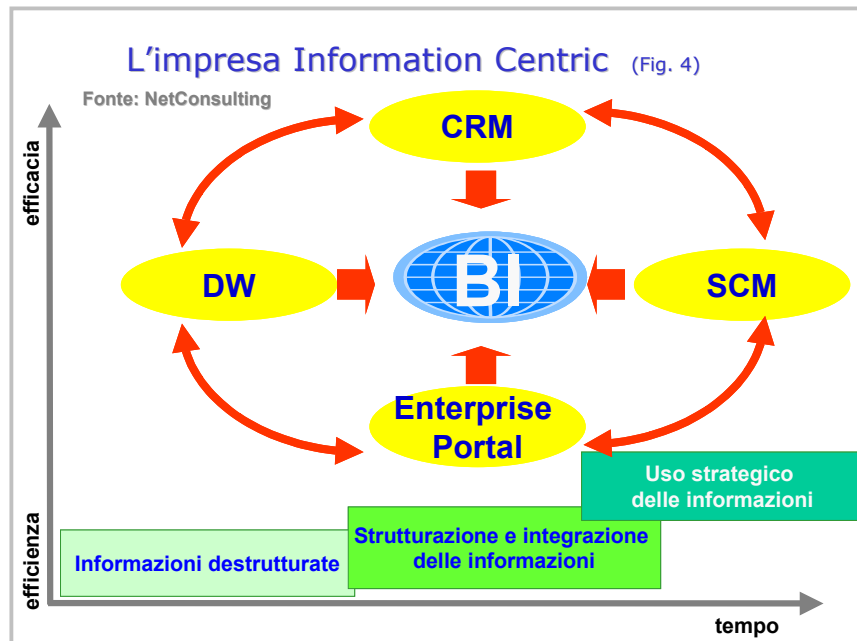 L'impresa Information Centric (Fig. 4)
Fonte: NetConsulting
efficacia
CRM
DW
BI
SCM
Enterprise
Portal
Uso strategico
delle informazioni
Strutturazione e integrazione
delle informazioni
Informazioni destrutturate
efficienza
tempo